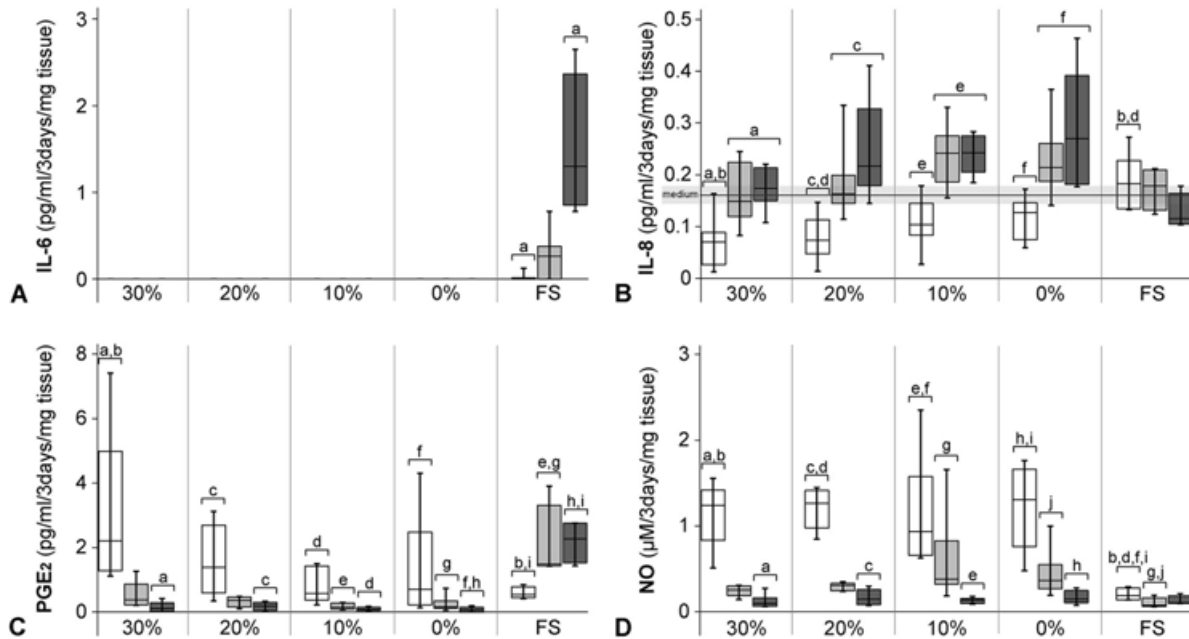 3
2
1
0
IL-6 (pg/ml/3days/mg tissue)
a
a
30% 20% 10% 0% FS
A
0.5
0.4
0.3
0.2
0.1
0
IL-8 (pg/ml/3days/mg tissue)
medium
a,b
a
c,d
c
e
e
f
f
b,d
30% 20% 10% 0% FS
B
8
6
4
2
0
PGE2 (pg/ml/3days/mg tissue)
a,b
a
c
c
d
e
d
f
g
f,h
b,i
e,g
h,i
30% 20% 10% 0% FS
C
3
2
1
0
NO (µM/3days/mg tissue)
a,b
a
c,d
c
e,f
g
e
h,i
j
h
b,d,f,i
g,j
30% 20% 10% 0% FS
D